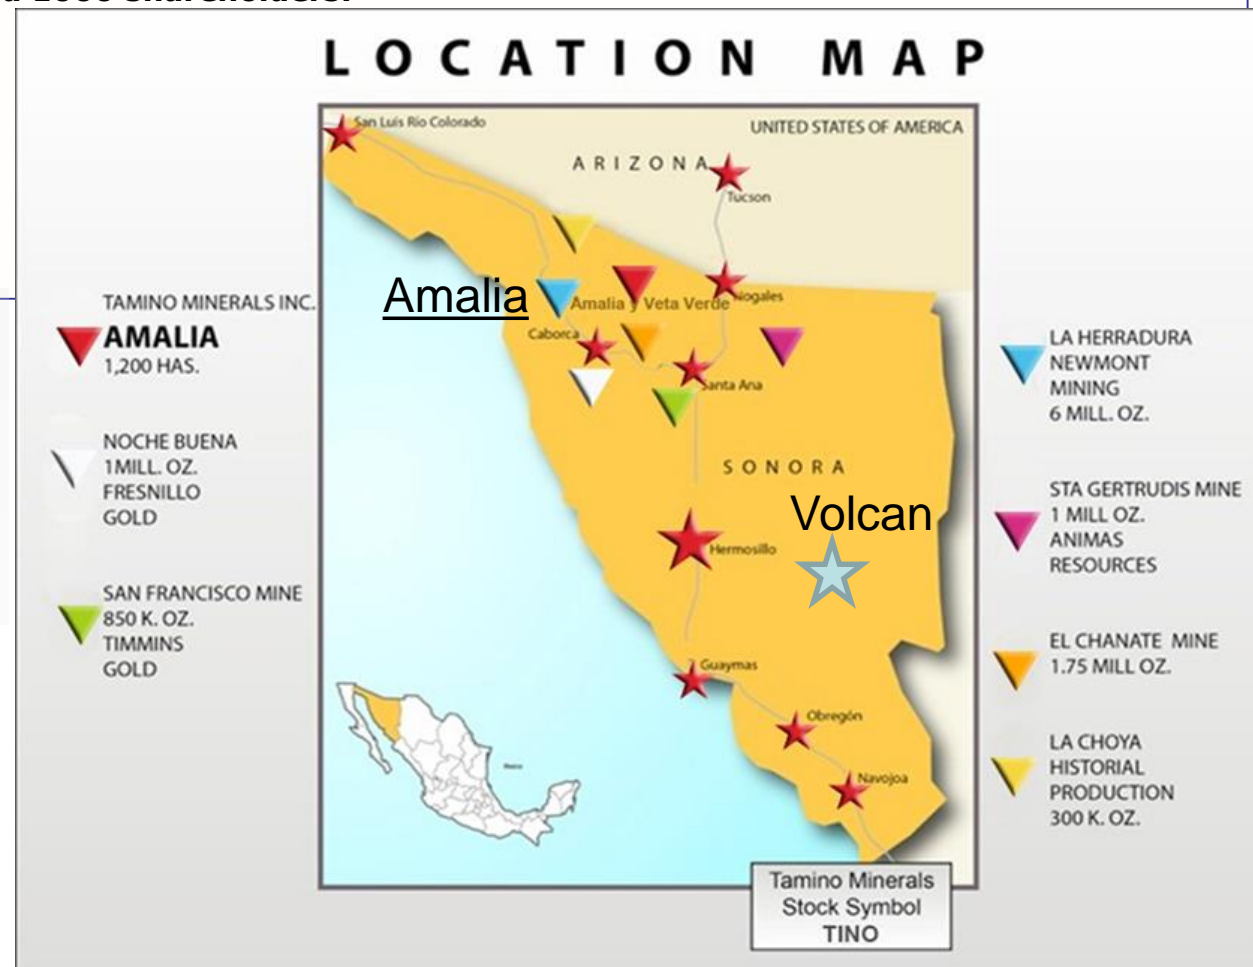 LOCATION MAP
San Luis Río Colorado
UNITED STATES OF AMERICA
ARIZONA
Tucson
Nogales
Amalia
Amalia y Veta Verde
Caborca
Santa Ana
SONORA
Volcan
Hermosillo
Guaymas
Obregón
Navojoa
TAMINO MINERALS INC.
AMALIA
1,200 HAS.
NOCHE BUENA
1MILL. OZ.
FRESNILLO
GOLD
SAN FRANCISCO MINE
850 K. OZ.
TIMMINS
GOLD
LA HERRADURA
NEWMONT
MINING
6 MILL. OZ.
STA GERTRUDIS MINE
1 MILL OZ.
ANIMAS
RESOURCES
EL CHANATE MINE
1.75 MILL OZ.
LA CHOYA
HISTORIAL
PRODUCTION
300 K. OZ.
Tamino Minerals
Stock Symbol
TINO